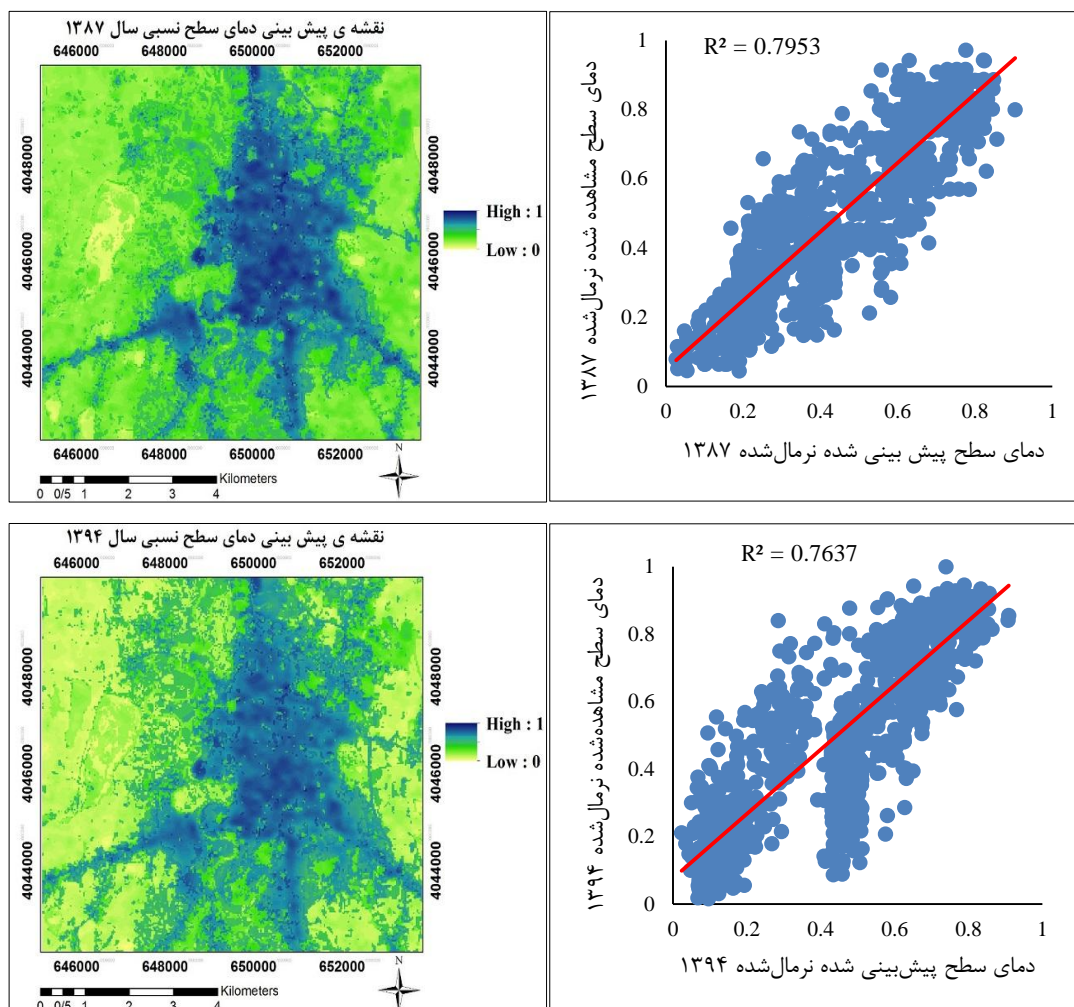 نقشه ی پیش بینی دمای سطح نسبی سال ۱۳۸۷
646000 648000 650000 652000
4048000
4046000
4044000
4048000
4046000
4044000
High : 1
Low : 0
646000 648000 650000 652000
N
Kilometers
0 0/5 1 2 3 4
R² = 0.7953
دمای سطح مشاهده شده نرمال‌شده ۱۳۸۷
1
0.8
0.6
0.4
0.2
0
0 0.2 0.4 0.6 0.8 1
دمای سطح پیش بینی شده نرمال‌شده ۱۳۸۷
نقشه ی پیش بینی دمای سطح نسبی سال ۱۳۹۴
646000 648000 650000 652000
4048000
4046000
4044000
4048000
4046000
4044000
High : 1
Low : 0
646000 648000 650000 652000
N
Kilometers
0 0/5 1 2 3 4
R² = 0.7637
دمای سطح مشاهده‌شده نرمال‌شده ۱۳۹۴
1
0.8
0.6
0.4
0.2
0
0 0.2 0.4 0.6 0.8 1
دمای سطح پیش‌بینی شده نرمال‌شده ۱۳۹۴